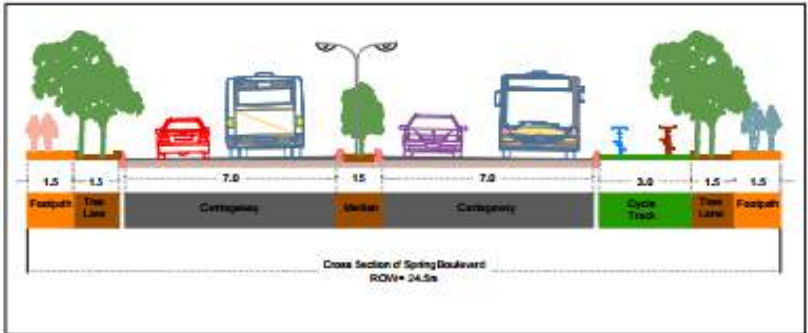 1.5 1.5 7.0 1.5 7.0 3.0 1.5 1.5
Footpath Tree Lane Carriageway Median Carriageway Cycle Track Tree Lane Footpath
Cross Section of Spring Boulevard
ROW= 24.5m